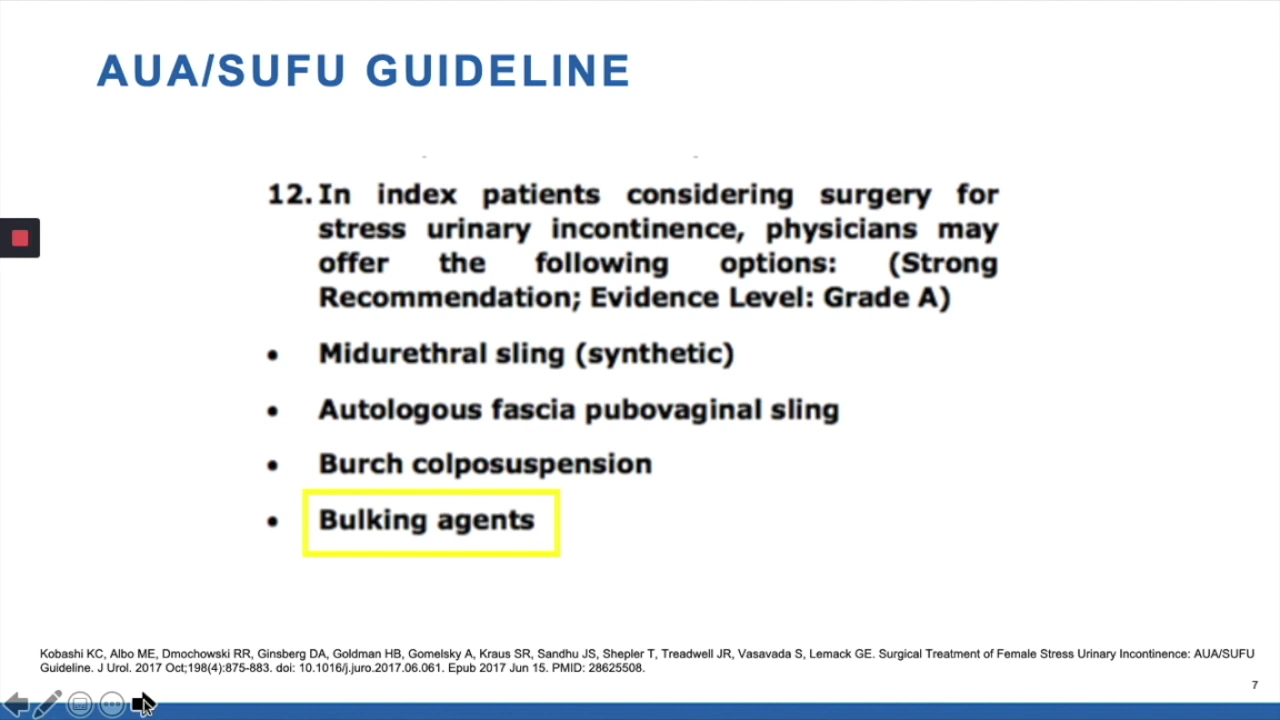 AUA/SUFU GUIDELINE
12. In index patients considering surgery for
stress urinary incontinence, physicians may
offer the following options: (Strong
Recommendation; Evidence Level: Grade A)
• Midurethral sling (synthetic)
• Autologous fascia pubovaginal sling
• Burch colposuspension
• Bulking agents
Kobashi KC, Albo ME, Dmochowski RR, Ginsberg DA, Goldman HB, Gomelsky A, Kraus SR, Sandhu JS, Shepler T, Treadwell JR, Vasavada S, Lemack GE. Surgical Treatment of Female Stress Urinary Incontinence: AUA/SUFU
Guideline. J Urol. 2017 Oct;198(4):875-883. doi: 10.1016/j.juro.2017.06.061. Epub 2017 Jun 15. PMID: 28625508.
7